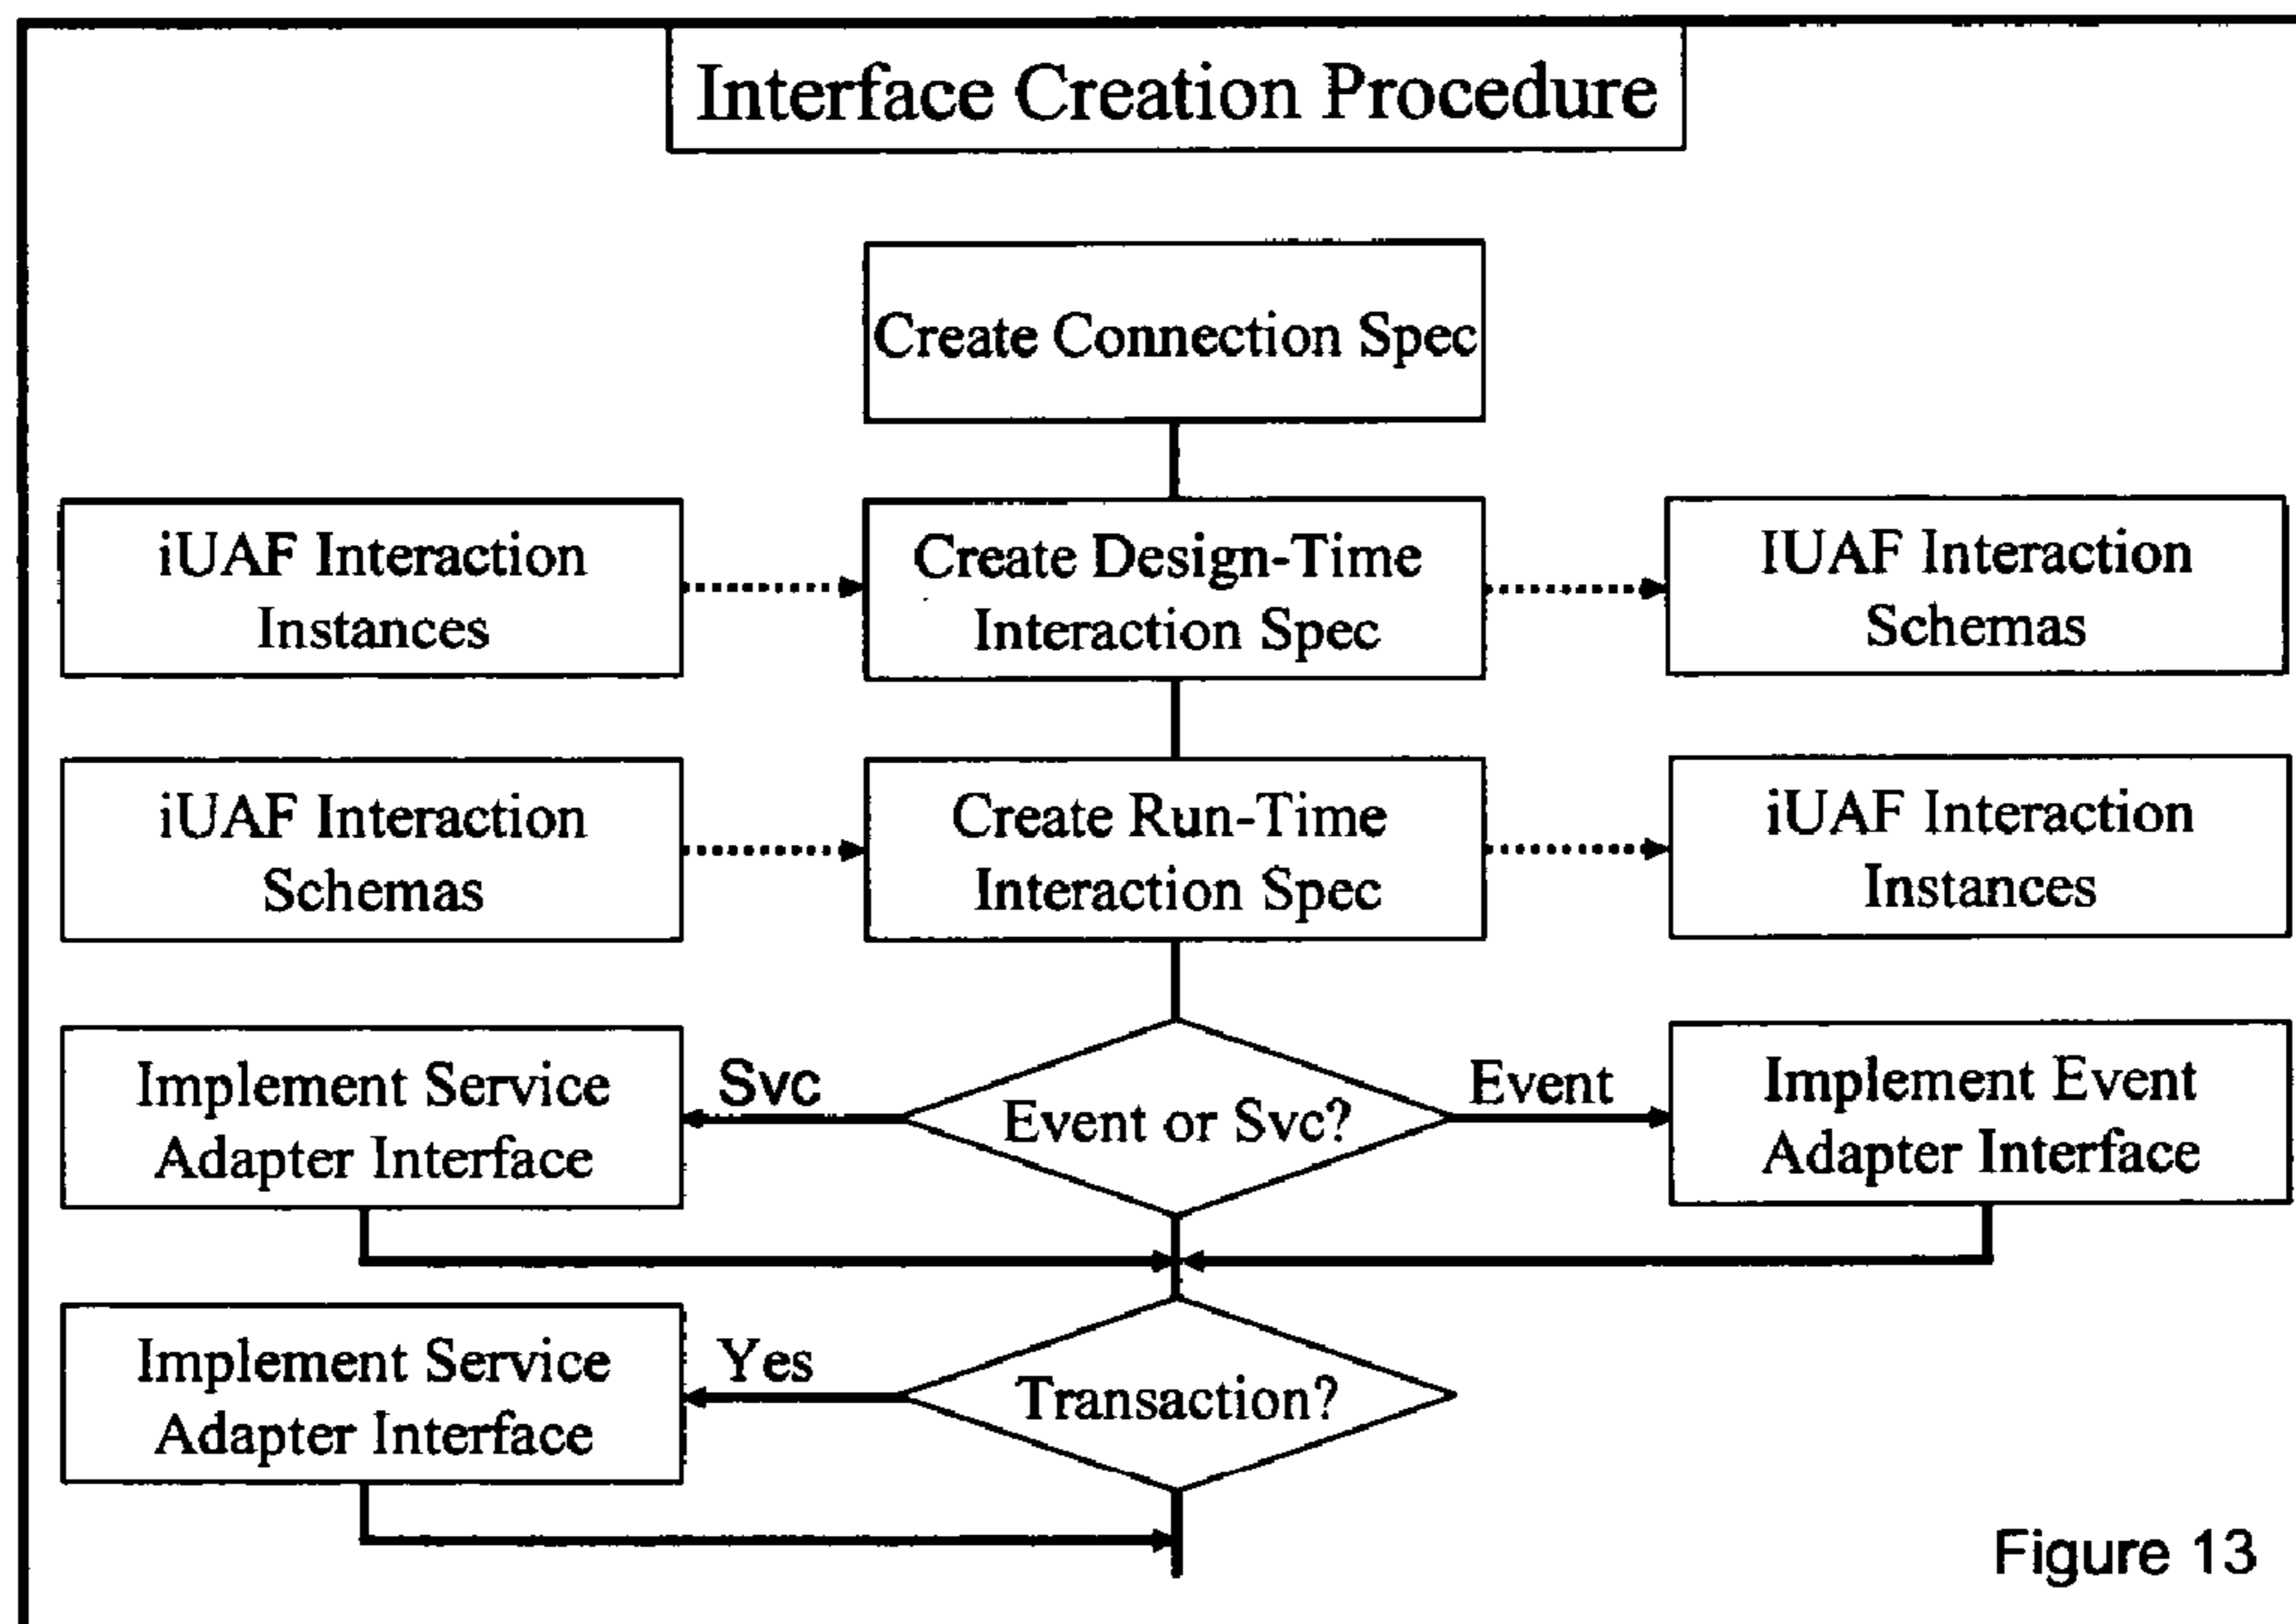 Interface Creation Procedure
Create Connection Spec
iUAF Interaction
Instances
Create Design-Time
Interaction Spec
IUAF Interaction
Schemas
iUAF Interaction
Schemas
Create Run-Time
Interaction Spec
iUAF Interaction
Instances
Implement Service
Adapter Interface
Svc
Event or Svc?
Event
Implement Event
Adapter Interface
Implement Service
Adapter Interface
Yes
Transaction?
Figure 13